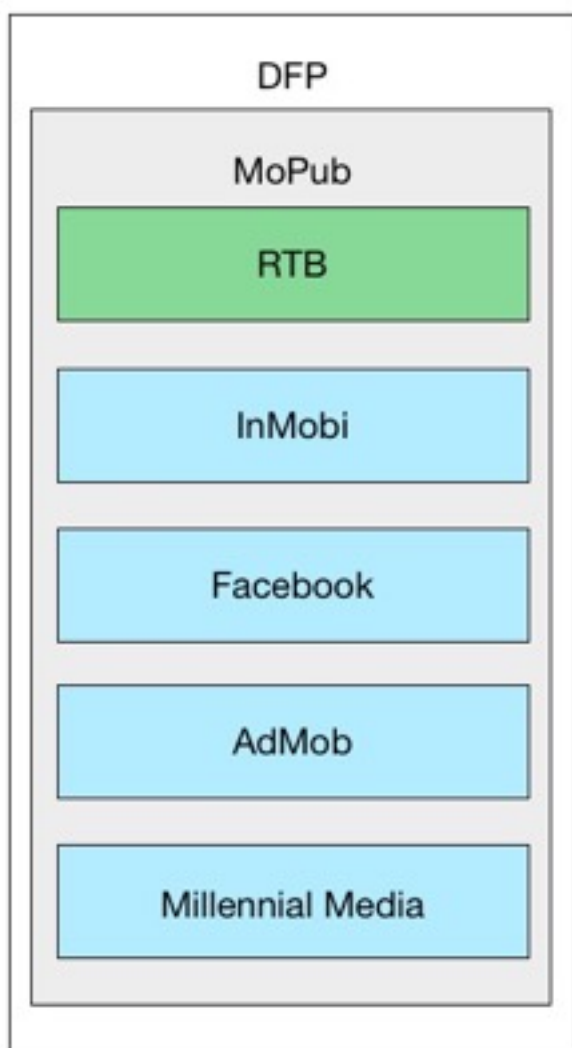 DFP
MoPub
RTB
InMobi
Facebook
AdMob
Millennial Media